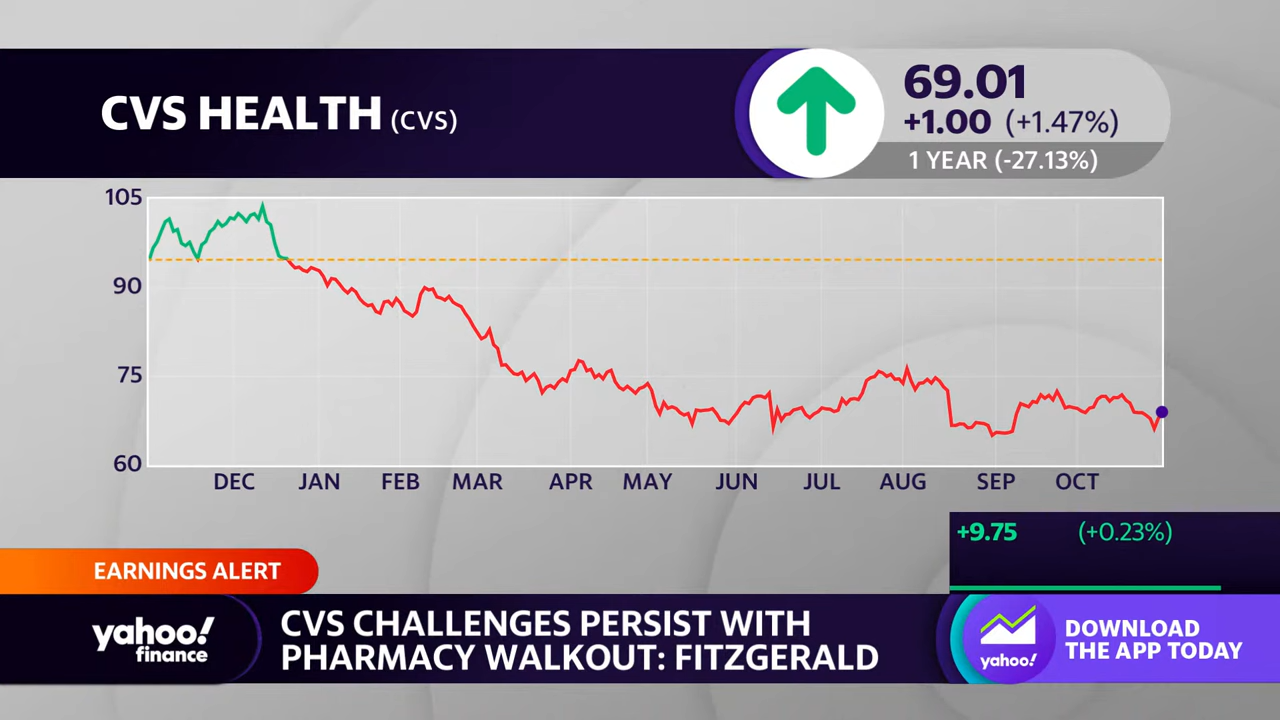 CVS HEALTH (CVS)
69.01
+1.00 (+1.47%)
1 YEAR (-27.13%)
105
90
75
60
DEC JAN FEB MAR APR MAY JUN JUL AUG SEP OCT
+9.75 (+0.23%)
EARNINGS ALERT
yahoo!
finance
CVS CHALLENGES PERSIST WITH
PHARMACY WALKOUT: FITZGERALD
yahoo!
DOWNLOAD
THE APP TODAY